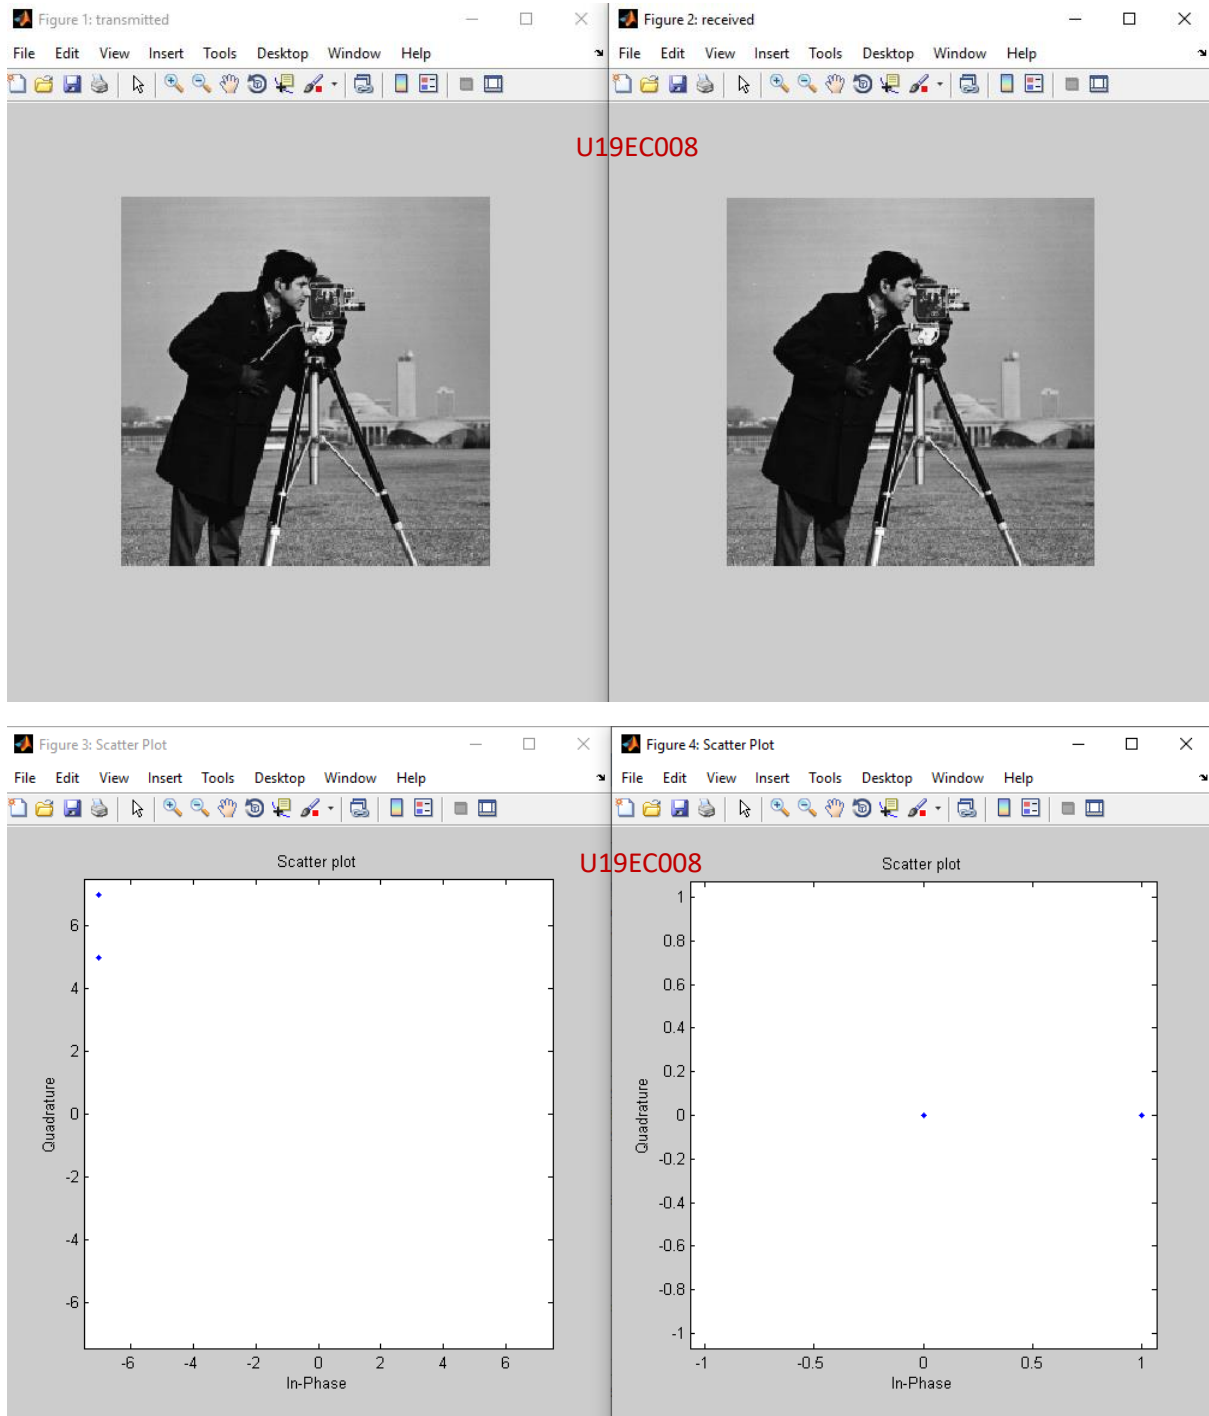 Figure 1: transmitted
File Edit View Insert Tools Desktop Window Help
Figure 2: received
File Edit View Insert Tools Desktop Window Help
U19EC008
Figure 3: Scatter Plot
File Edit View Insert Tools Desktop Window Help
Figure 4: Scatter Plot
File Edit View Insert Tools Desktop Window Help
U19EC008
Scatter plot
6
4
2
0
-2
-4
-6
Quadrature
-6 -4 -2 0 2 4 6
In-Phase
Scatter plot
1
0.8
0.6
0.4
0.2
0
-0.2
-0.4
-0.6
-0.8
-1
Quadrature
-1 -0.5 0 0.5 1
In-Phase